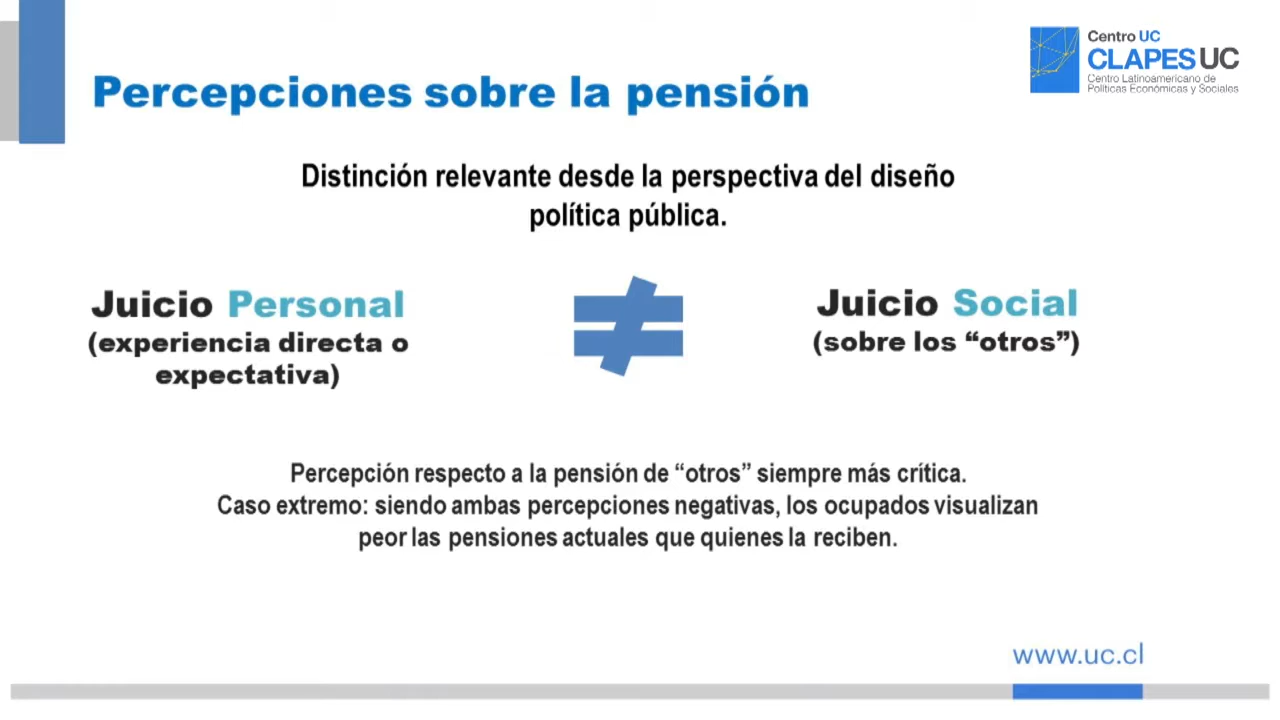 Centro UC
CLAPES UC
Centro Latinoamericano de
Políticas Económicas y Sociales
Percepciones sobre la pensión
Distinción relevante desde la perspectiva del diseño
política pública.
Juicio Personal
(experiencia directa o
expectativa)
≠
Juicio Social
(sobre los “otros”)
Percepción respecto a la pensión de “otros” siempre más crítica.
Caso extremo: siendo ambas percepciones negativas, los ocupados visualizan
peor las pensiones actuales que quienes la reciben.
www.uc.cl